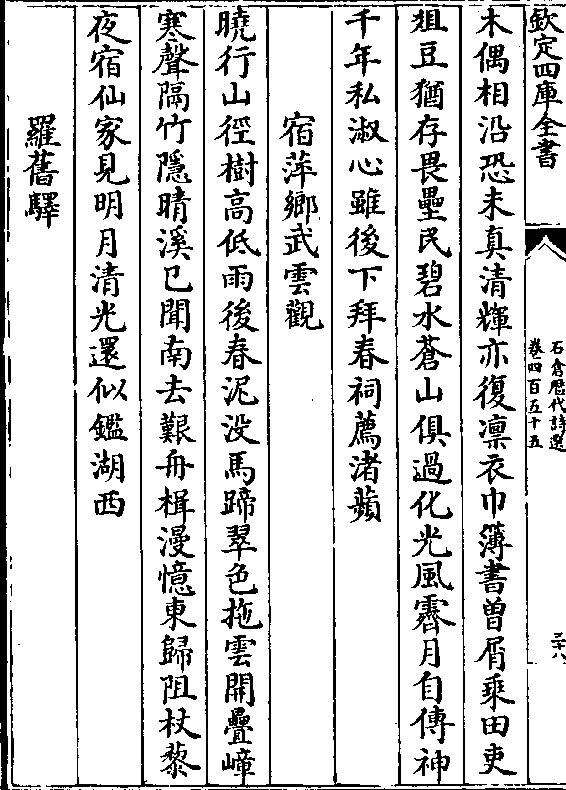 欽定四庫全書
石倉歷代詩選
卷四百五十五
三十八
木偶相沿恐未真清輝亦復凛衣巾簿書曽屑乗田吏
俎豆猶存畏壘民碧水蒼山俱過化光風霽月自傳神
千年私淑心雖後下拜春祠薦渚蘋
宿萍鄉武雲觀
曉行山徑樹高低雨後春泥没馬蹄翠色拖雲開疊嶂
寒聲隔竹隱晴溪已聞南去艱舟楫漫憶東歸阻杖藜
夜宿仙家見明月清光還似鑑湖西
羅舊驛